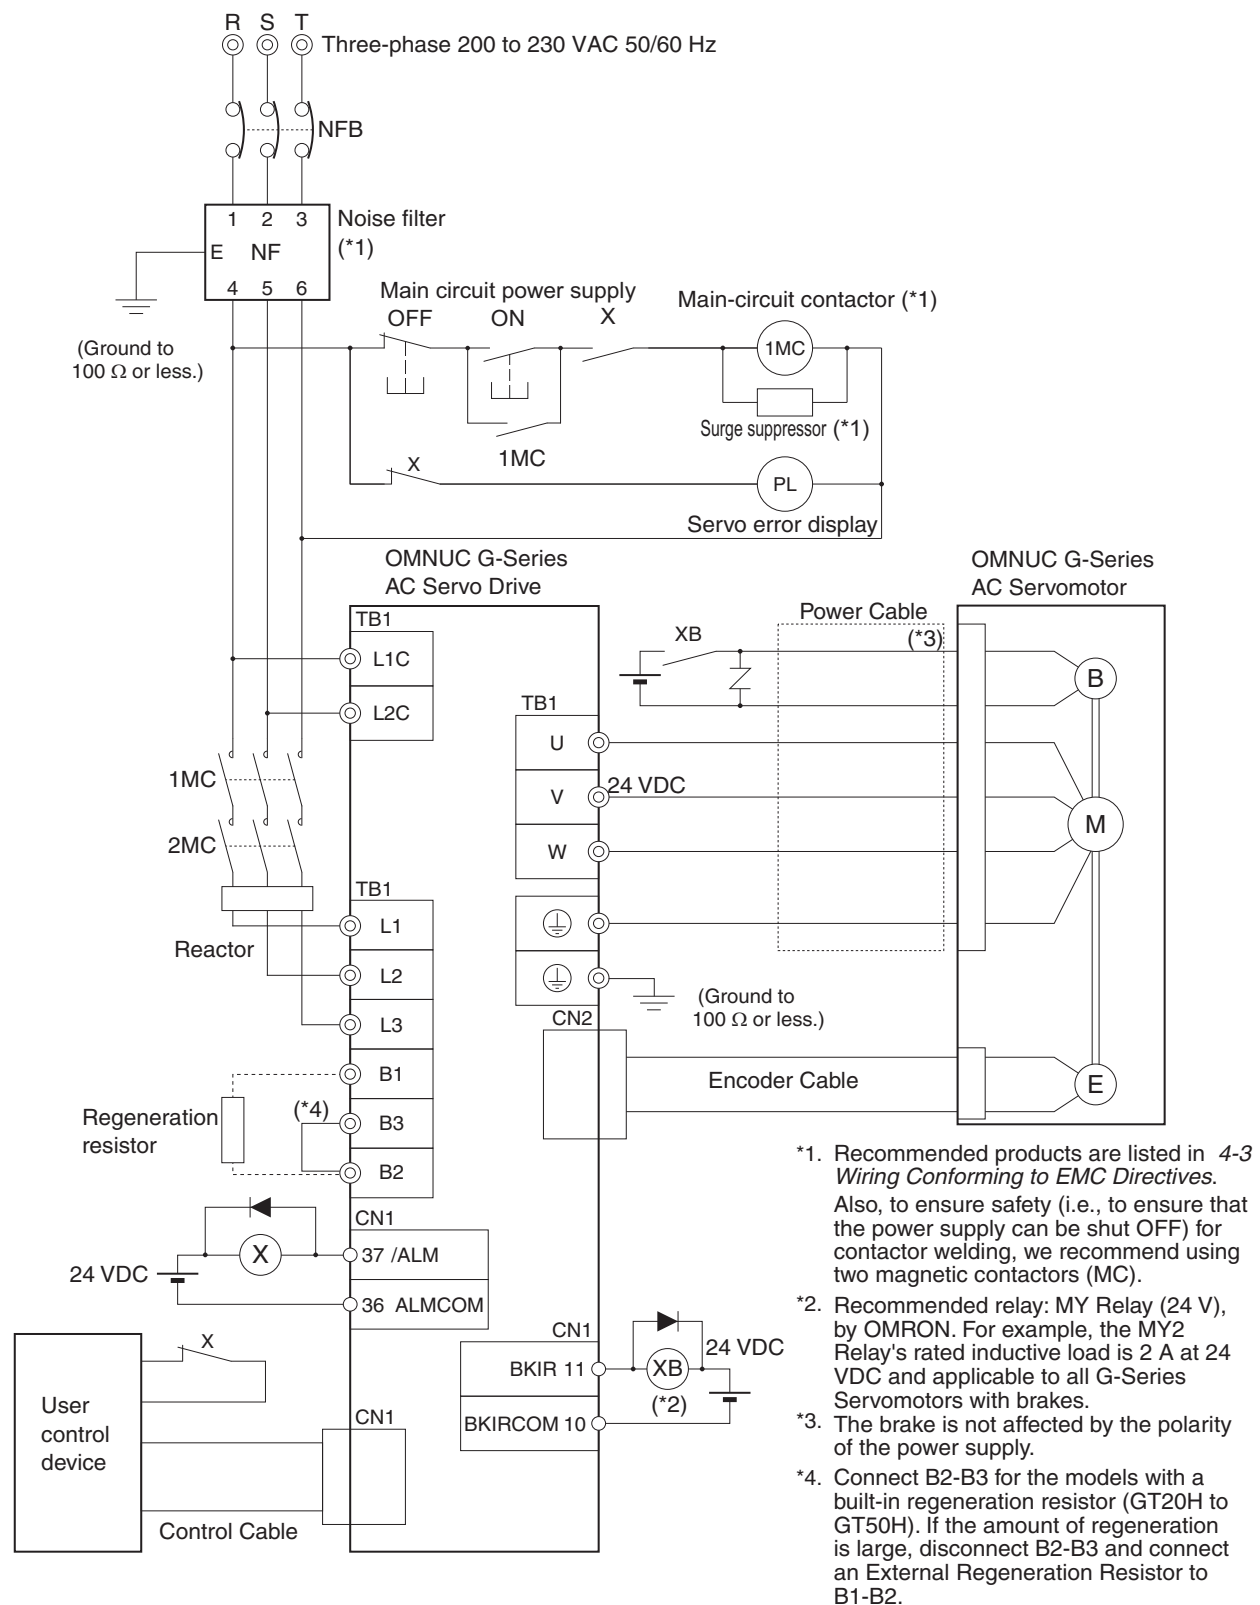 R S T
Three-phase 200 to 230 VAC 50/60 Hz
NFB
1 2 3
Noise filter
(*1)
E NF
4 5 6
(Ground to
100 Ω or less.)
Main circuit power supply
OFF ON X
Main-circuit contactor (*1)
1MC
Surge suppressor (*1)
1MC
X
PL
Servo error display
OMNUC G-Series
AC Servo Drive
OMNUC G-Series
AC Servomotor
TB1
L1C
L2C
XB
Power Cable
(*3)
B
TB1
U
V
24 VDC
W
M
1MC
2MC
Reactor
TB1
L1
L2
L3
B1
B3
B2
(Ground to
100 Ω or less.)
CN2
Encoder Cable
E
Regeneration
resistor
(*4)
CN1
X
37 /ALM
24 VDC
36 ALMCOM
CN1
BKIR 11
XB
24 VDC
(*2)
BKIRCOM 10
X
User
control
device
CN1
Control Cable
*1. Recommended products are listed in 4-3
Wiring Conforming to EMC Directives.
Also, to ensure safety (i.e., to ensure that
the power supply can be shut OFF) for
contactor welding, we recommend using
two magnetic contactors (MC).
*2. Recommended relay: MY Relay (24 V),
by OMRON. For example, the MY2
Relay's rated inductive load is 2 A at 24
VDC and applicable to all G-Series
Servomotors with brakes.
*3. The brake is not affected by the polarity
of the power supply.
*4. Connect B2-B3 for the models with a
built-in regeneration resistor (GT20H to
GT50H). If the amount of regeneration
is large, disconnect B2-B3 and connect
an External Regeneration Resistor to
B1-B2.